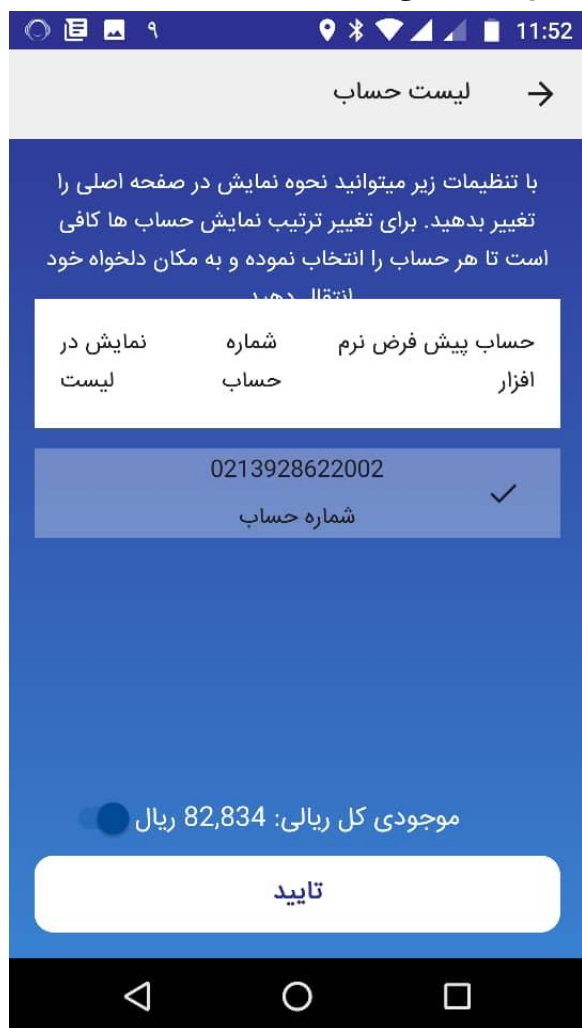 ۹ 11:52
لیست حساب
با تنظیمات زیر میتوانید نحوه نمایش در صفحه اصلی را
تغییر بدهید. برای تغییر ترتیب نمایش حساب ها کافی
است تا هر حساب را انتخاب نموده و به مکان دلخواه خود
انتقال دهید
حساب پیش فرض نرم افزار
شماره حساب
نمایش در لیست
0213928622002
شماره حساب
موجودی کل ریالی: 82,834 ریال
تایید